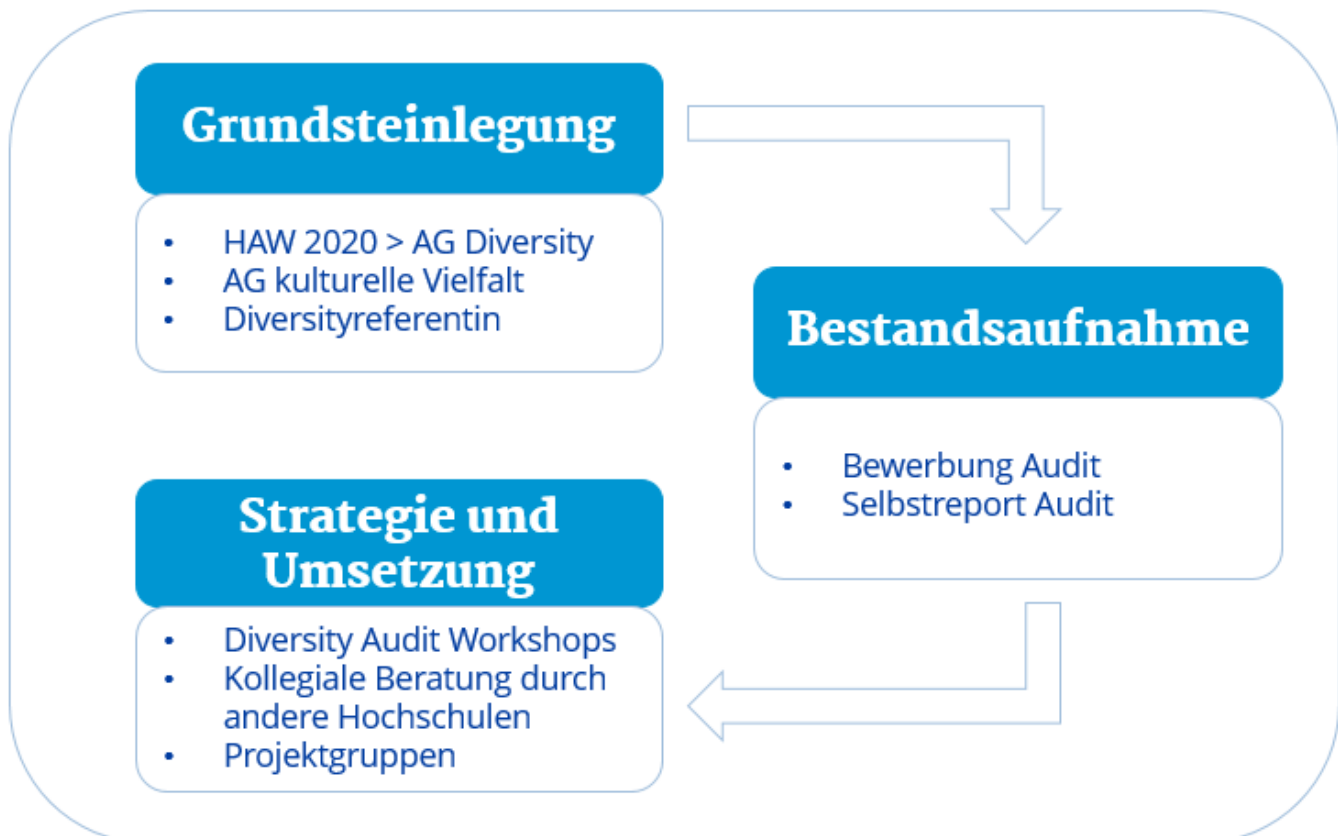 Grundsteinlegung
• HAW 2020 > AG Diversity
• AG kulturelle Vielfalt
• Diversityreferentin
Bestandsaufnahme
• Bewerbung Audit
• Selbstreport Audit
Strategie und
Umsetzung
• Diversity Audit Workshops
• Kollegiale Beratung durch
andere Hochschulen
• Projektgruppen